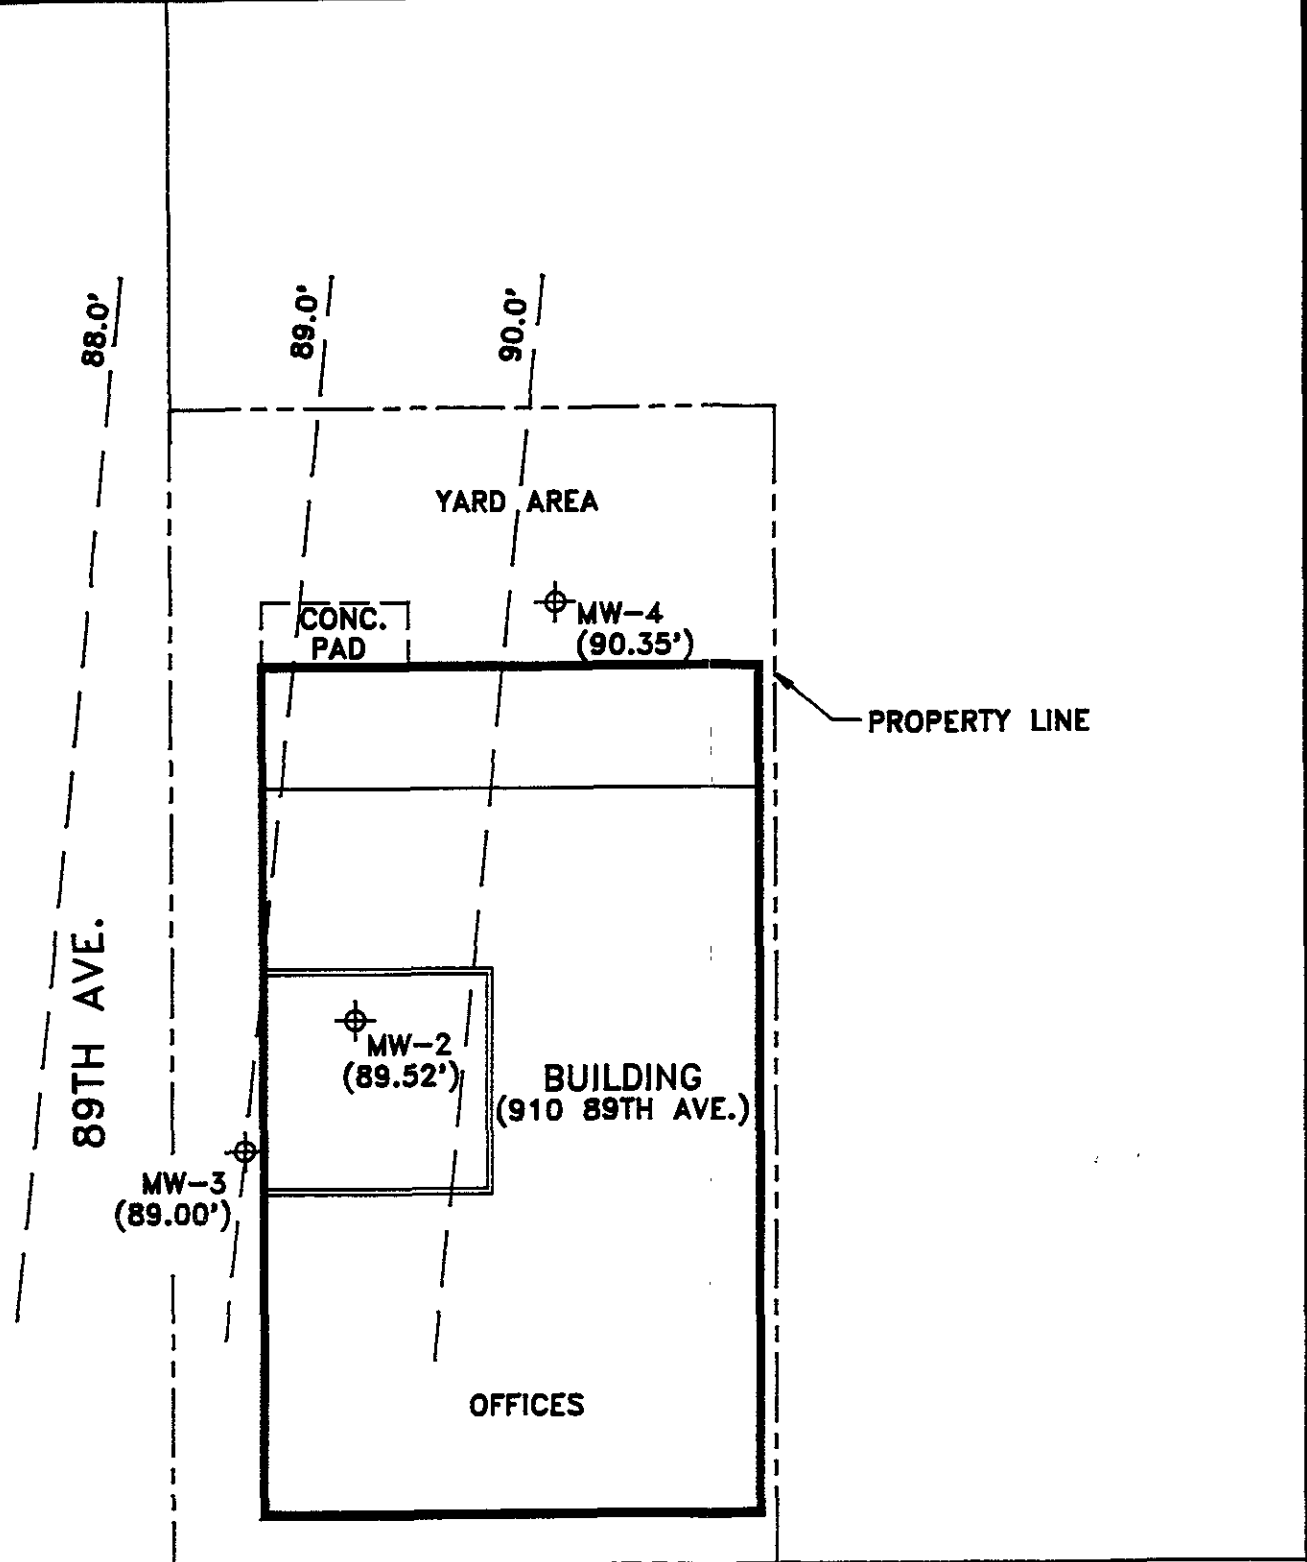 88.0'
89.0'
90.0'
YARD AREA
CONC.
PAD
MW-4
(90.35')
PROPERTY LINE
89TH AVE.
MW-2
(89.52')
BUILDING
(910 89TH AVE.)
MW-3
(89.00')
OFFICES